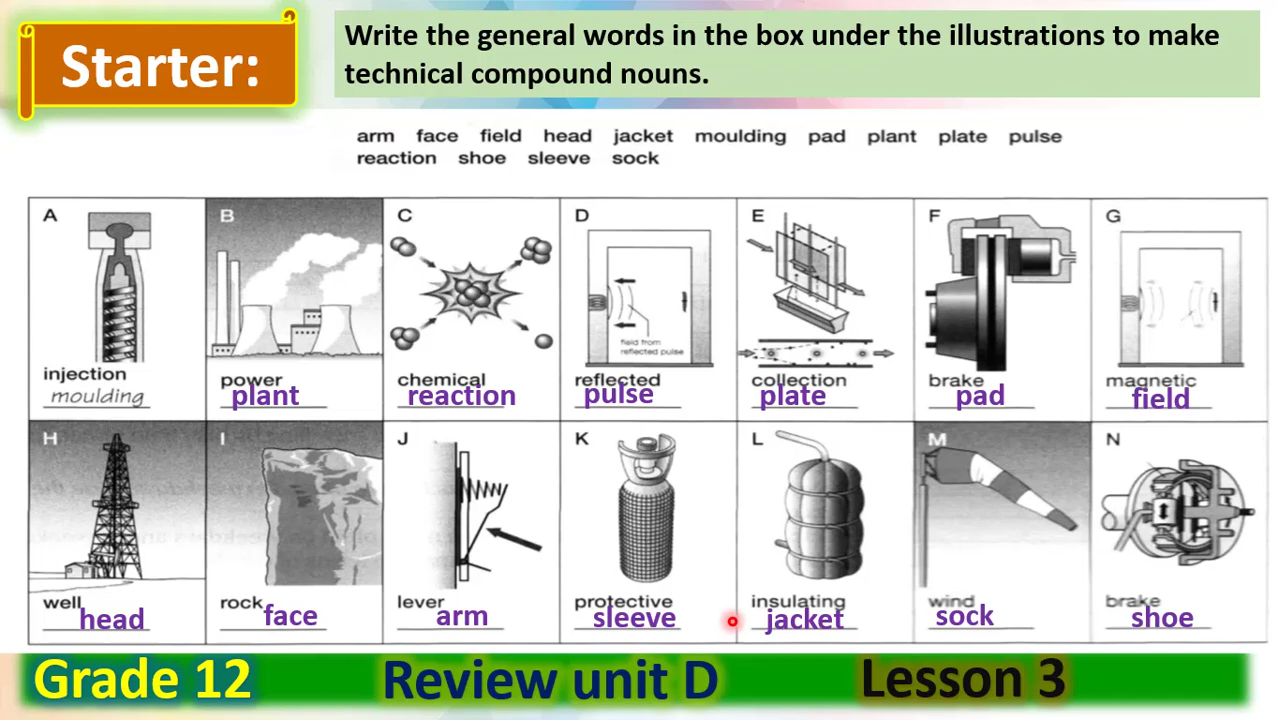 Starter:
Write the general words in the box under the illustrations to make
technical compound nouns.
arm face field head jacket moulding pad plant plate pulse
reaction shoe sleeve sock
A B C D E F G
field from
reflected pulse
injection power chemical reflected collection brake magnetic
moulding plant reaction pulse plate pad field
H I J K L M N
well rock lever protective insulating wind brake
head face arm sleeve jacket sock shoe
Grade 12 Review unit D Lesson 3